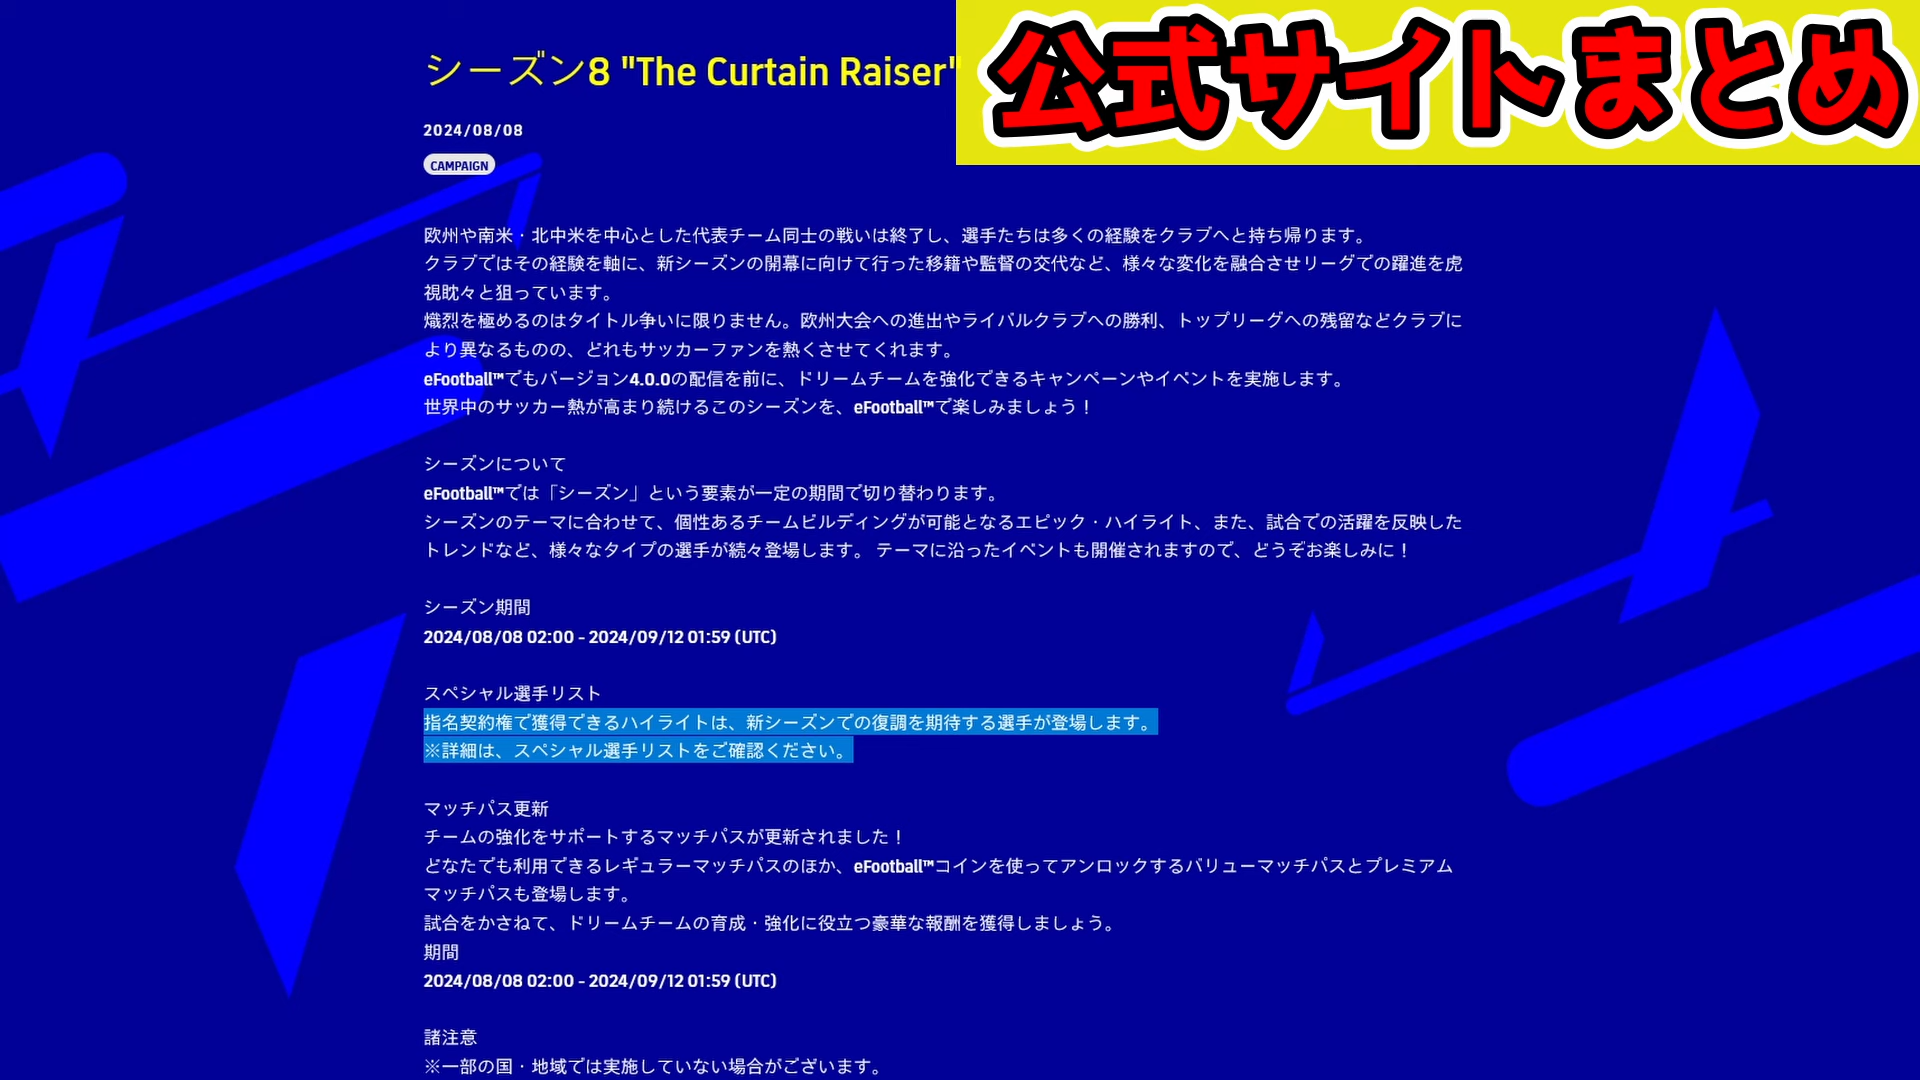 シーズン8 "The Curtain Raiser"
公式サイトまとめ
2024/08/08
CAMPAIGN
欧州や南米・北中米を中心とした代表チーム同士の戦いは終了し、選手たちは多くの経験をクラブへと持ち帰ります。
クラブではその経験を軸に、新シーズンの開幕に向けて行った移籍や監督の交代など、様々な変化を融合させリーグでの躍進を虎
視眈々と狙っています。
熾烈を極めるのはタイトル争いに限りません。欧州大会への進出やライバルクラブへの勝利、トップリーグへの残留などクラブに
より異なるものの、どれもサッカーファンを熱くさせてくれます。
eFootball™でもバージョン4.0.0の配信を前に、ドリームチームを強化できるキャンペーンやイベントを実施します。
世界中のサッカー熱が高まり続けるこのシーズンを、eFootball™で楽しみましょう！
シーズンについて
eFootball™では「シーズン」という要素が一定の期間で切り替わります。
シーズンのテーマに合わせて、個性あるチームビルディングが可能となるエピック・ハイライト、また、試合での活躍を反映した
トレンドなど、様々なタイプの選手が続々登場します。 テーマに沿ったイベントも開催されますので、どうぞお楽しみに！
シーズン期間
2024/08/08 02:00 - 2024/09/12 01:59 (UTC)
スペシャル選手リスト
指名契約権で獲得できるハイライトは、新シーズンでの復調を期待する選手が登場します。
※詳細は、スペシャル選手リストをご確認ください。
マッチパス更新
チームの強化をサポートするマッチパスが更新されました！
どなたでも利用できるレギュラーマッチパスのほか、eFootball™コインを使ってアンロックするバリューマッチパスとプレミアム
マッチパスも登場します。
試合をかさねて、ドリームチームの育成・強化に役立つ豪華な報酬を獲得しましょう。
期間
2024/08/08 02:00 - 2024/09/12 01:59 (UTC)
諸注意
※一部の国・地域では実施していない場合がございます。